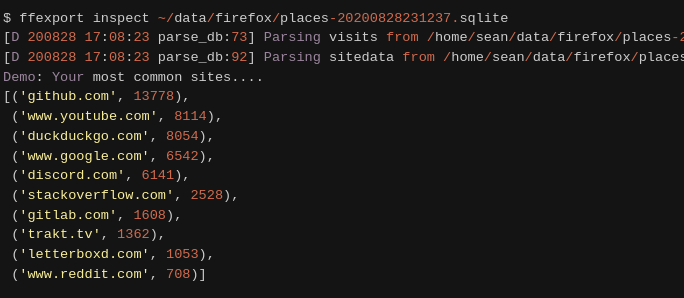 $ ffexport inspect ~/data/firefox/places-20200828231237.sqlite
[D 200828 17:08:23 parse_db:73] Parsing visits from /home/sean/data/firefox/places-2
[D 200828 17:08:23 parse_db:92] Parsing sitedata from /home/sean/data/firefox/places
Demo: Your most common sites....
[('github.com', 13778),
 ('www.youtube.com', 8114),
 ('duckduckgo.com', 8054),
 ('www.google.com', 6542),
 ('discord.com', 6141),
 ('stackoverflow.com', 2528),
 ('gitlab.com', 1608),
 ('trakt.tv', 1362),
 ('letterboxd.com', 1053),
 ('www.reddit.com', 708)]